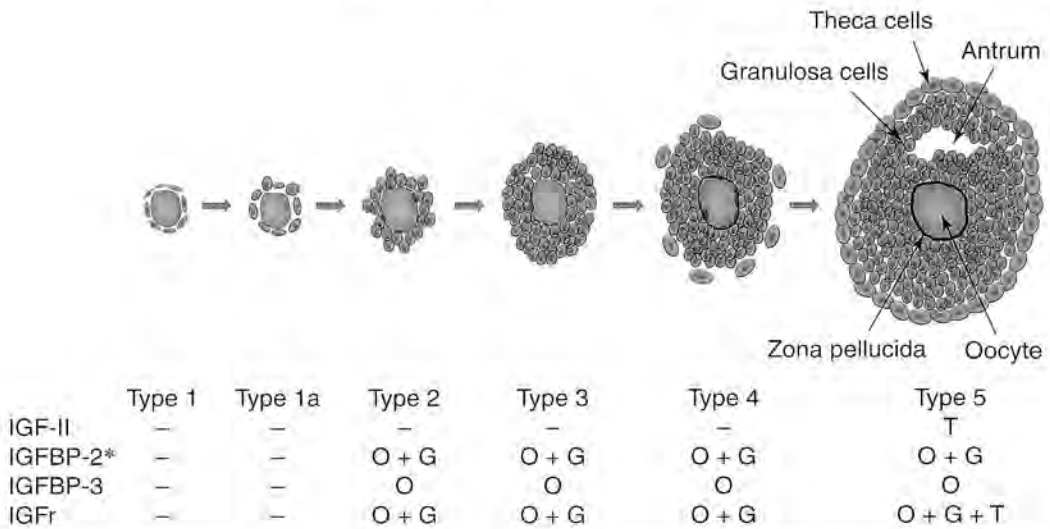 Theca cells
Antrum
Granulosa cells
Zona pellucida Oocyte
Type 1 Type 1a Type 2 Type 3 Type 4 Type 5
IGF-II – – – – – T
IGFBP-2* – – O + G O + G O + G O + G
IGFBP-3 – – O O O O
IGFr – – O + G O + G O + G O + G + T